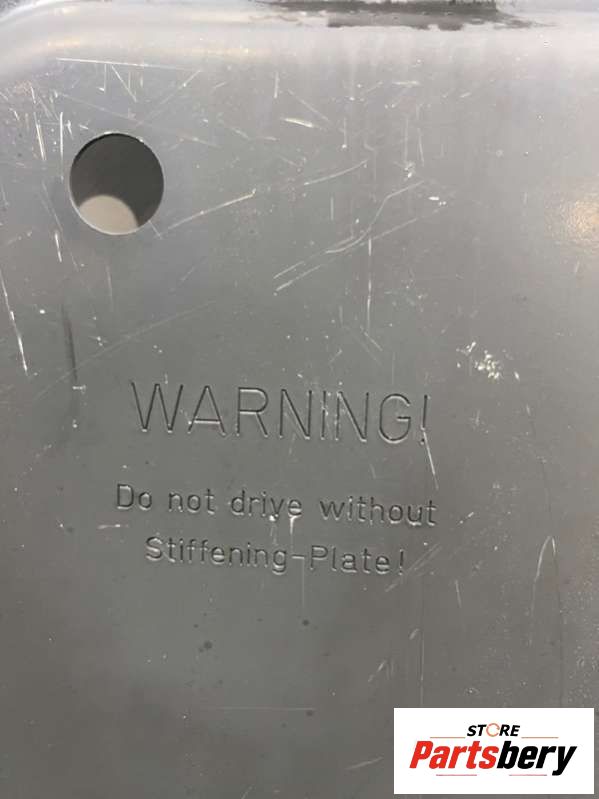 WARNING!
Do not drive without
Stiffening-Plate!
STORE
Partsbery